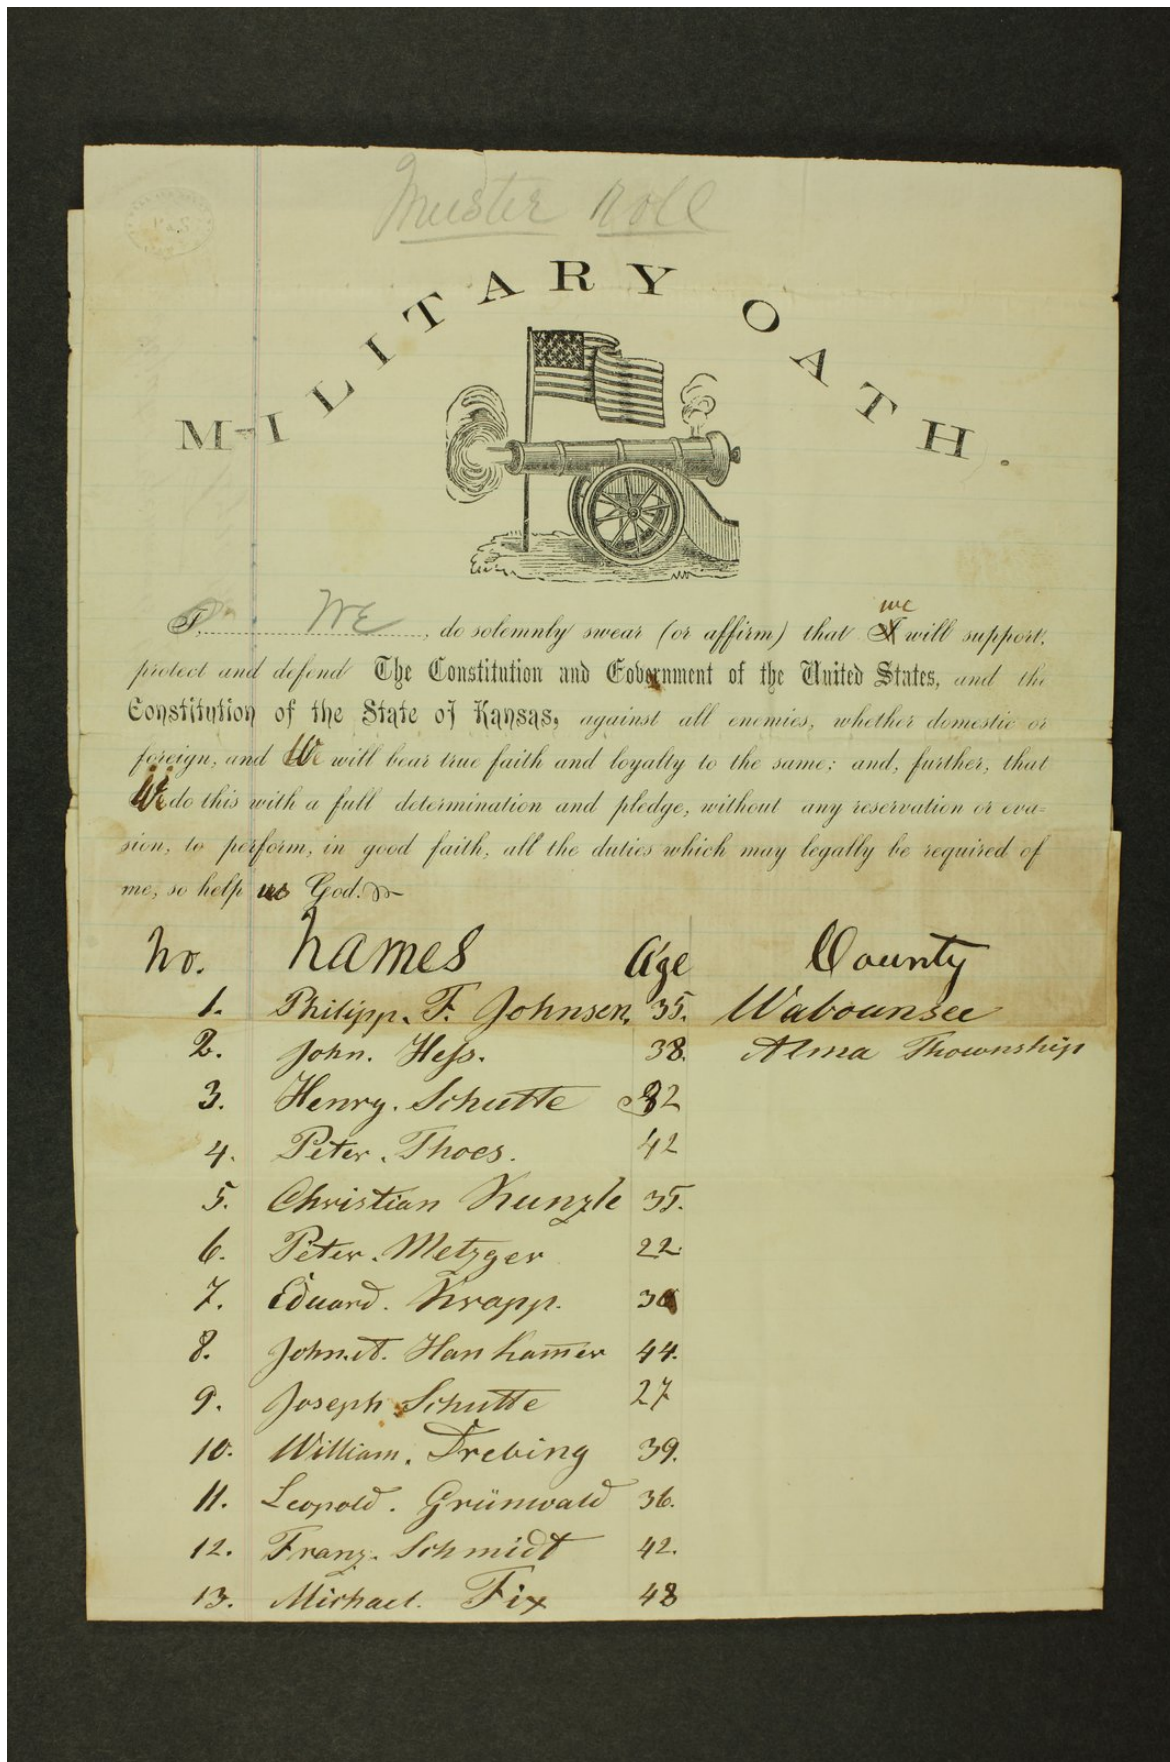 Muster Roll
MILITARY OATH.
P&S
I, We, do solemnly swear (or affirm) that I we will support,
protect and defend The Constitution and Government of the United States, and the
Constitution of the State of Kansas, against all enemies, whether domestic or
foreign, and We will bear true faith and loyalty to the same; and, further, that
We do this with a full determination and pledge, without any reservation or eva-
sion, to perform, in good faith, all the duties which may legally be required of
me, so help us God.
No. Names Age County
1. Philipp. F. Johnsen. 35. Wabounsee
2. John. Hess. 38. Alma Thownship
3. Henry. Schutte 32
4. Peter. Thoes. 42
5. Christian Kunzle 35.
6. Peter. Metzger 22.
7. Eduard. Krapp.
8. John. A. Hankamer 44.
9. Joseph Schutte 27
10. William. Drebing 39.
11. Leopold. Grünwald 36.
12. Franz. Schmidt 42.
13. Michael. Fix 48